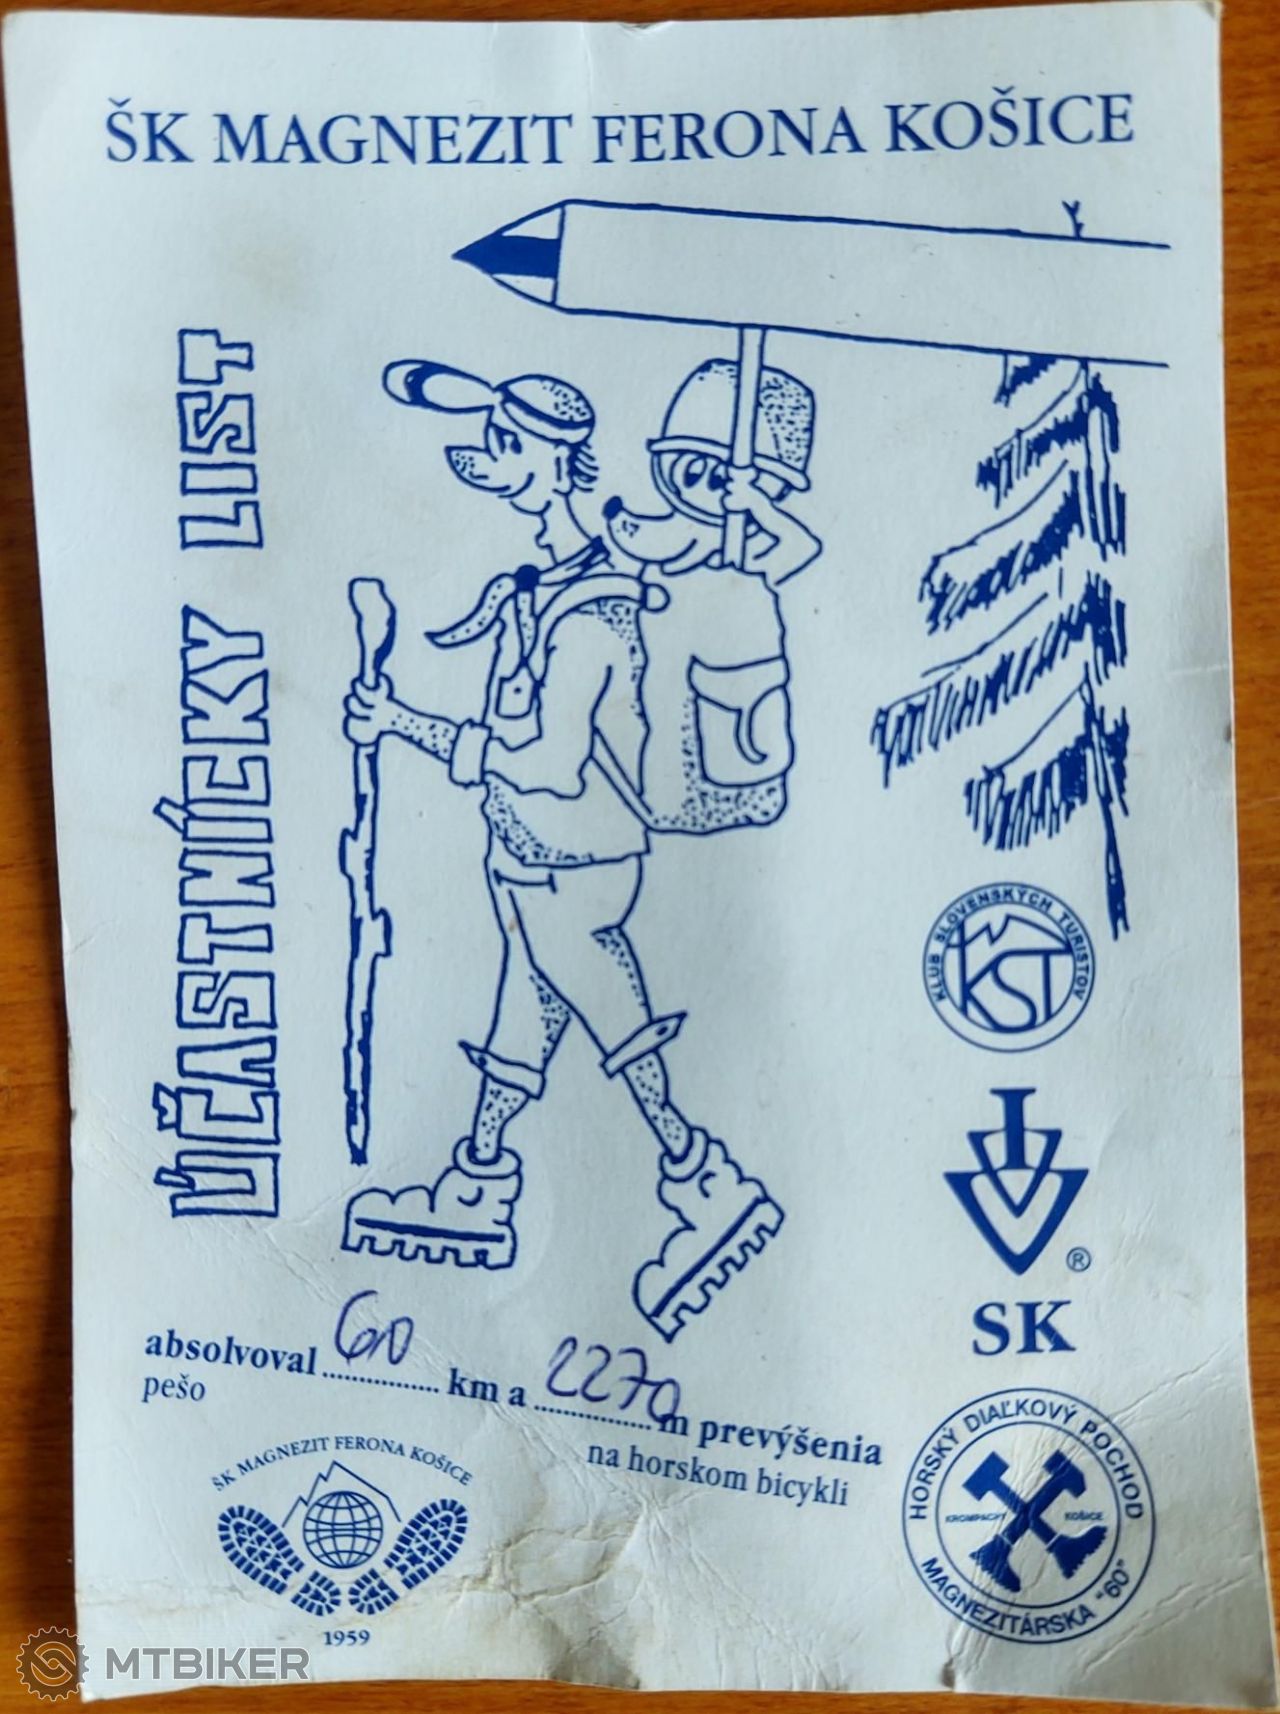 ŠK MAGNEZIT FERONA KOŠICE
ÚČASTNÍCKY LIST
KLUB SLOVENSKÝCH TURISTOV
KST
IVV
®
SK
absolvoval 60 km a 2270 m prevýšenia
pešo
na horskom bicykli
ŠK MAGNEZIT FERONA KOŠICE
1959
HORSKÝ DIAĽKOVÝ POCHOD
KROMPACHY KOŠICE
MAGNEZITÁRSKA "60"
MTBIKER